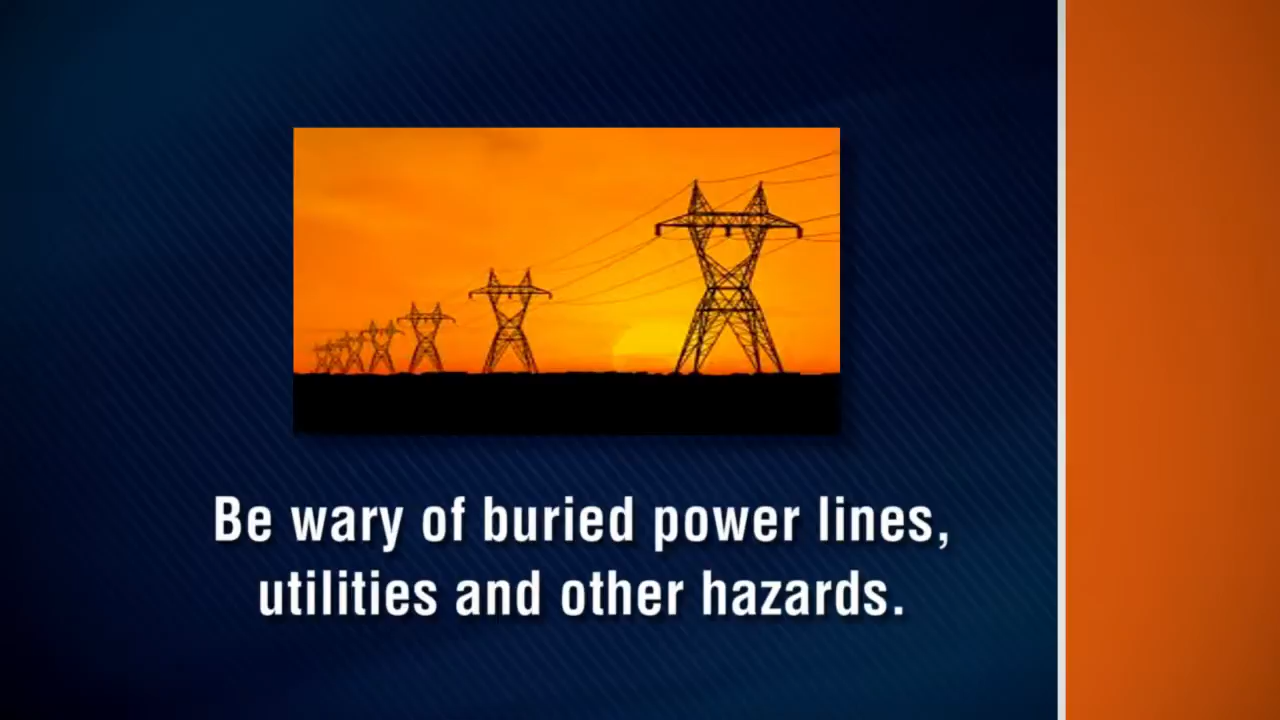 Be wary of buried power lines,
utilities and other hazards.